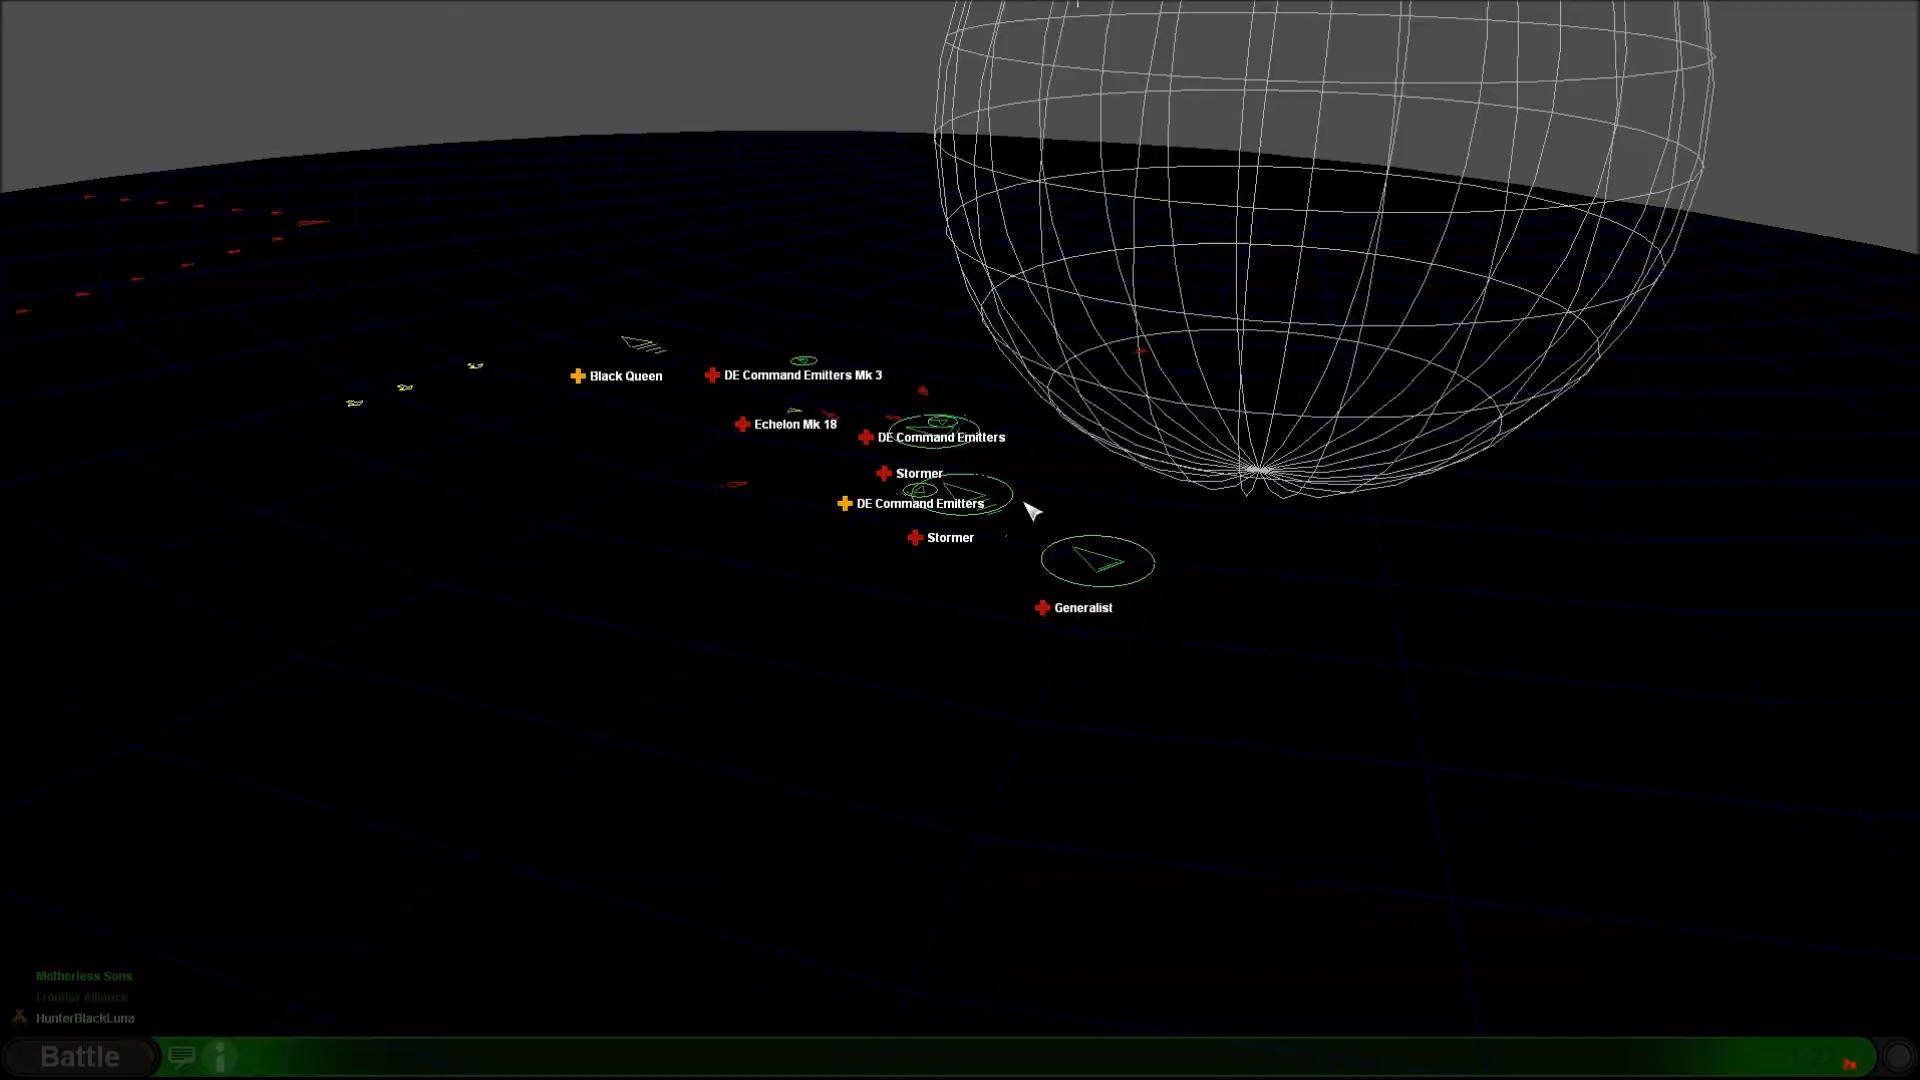 Black Queen
DE Command Emitters Mk 3
Echelon Mk 18
DE Command Emitters
Stormer
DE Command Emitters
Stormer
Generalist
Motherless Sons
Frontier Alliance
HunterBlackLuna
Battle
2x